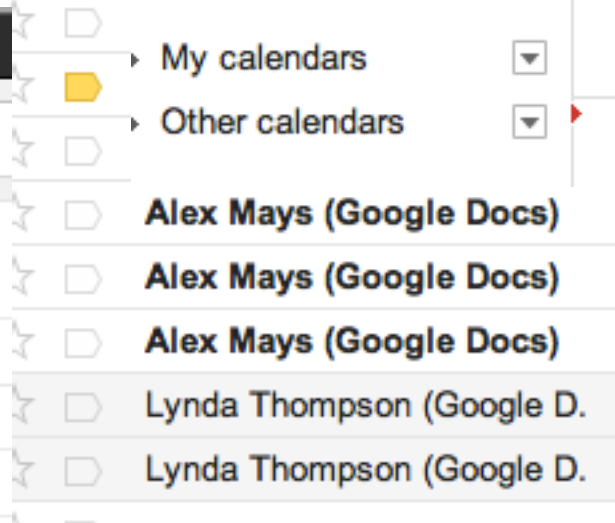 My calendars
Other calendars
Alex Mays (Google Docs)
Alex Mays (Google Docs)
Alex Mays (Google Docs)
Lynda Thompson (Google D.
Lynda Thompson (Google D.